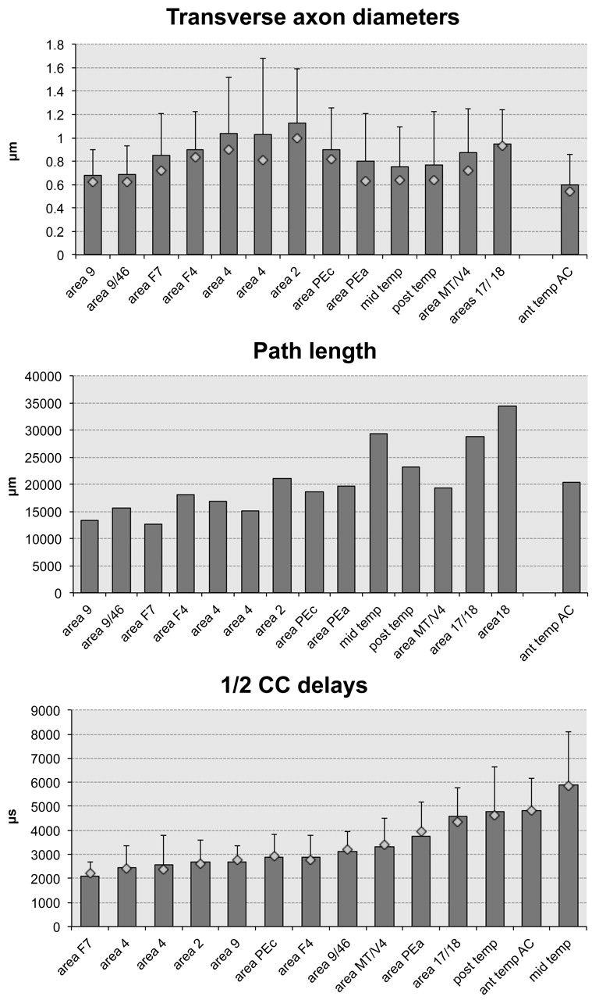 Transverse axon diameters
1.8
1.6
1.4
1.2
1
0.8
0.6
0.4
0.2
0
µm
area 9
area 9/46
area F7
area F4
area 4
area 4
area 2
area PEc
area PEa
mid temp
post temp
area MT/V4
areas 17/ 18
ant temp AC
Path length
40000
35000
30000
25000
20000
15000
10000
5000
0
µm
area 9
area 9/46
area F7
area F4
area 4
area 4
area 2
area PEc
area PEa
mid temp
post temp
area MT/V4
area 17/18
area18
ant temp AC
1/2 CC delays
9000
8000
7000
6000
5000
4000
3000
2000
1000
0
µs
area F7
area 4
area 4
area 2
area 9
area PEc
area F4
area 9/46
area MT/V4
area PEa
area 17/18
post temp
ant temp AC
mid temp